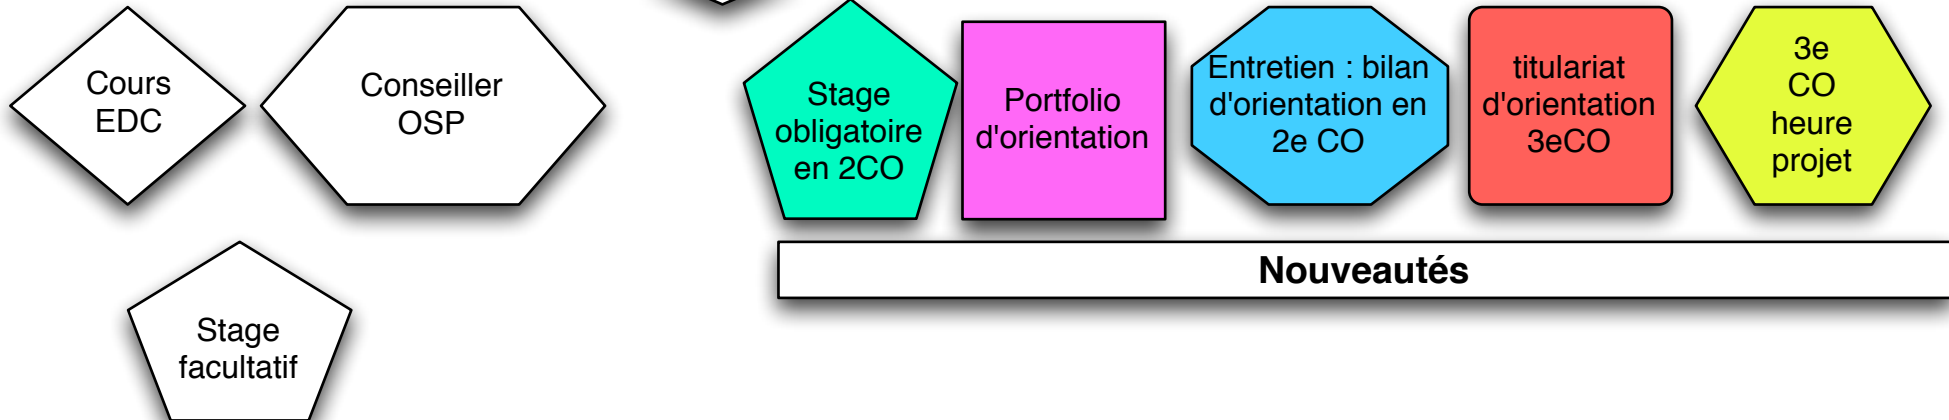 Cours
EDC
Conseiller
OSP
Stage
obligatoire
en 2CO
Portfolio
d'orientation
Entretien : bilan
d'orientation en
2e CO
titulariat
d'orientation
3eCO
3e
CO
heure
projet
Nouveautés
Stage
facultatif